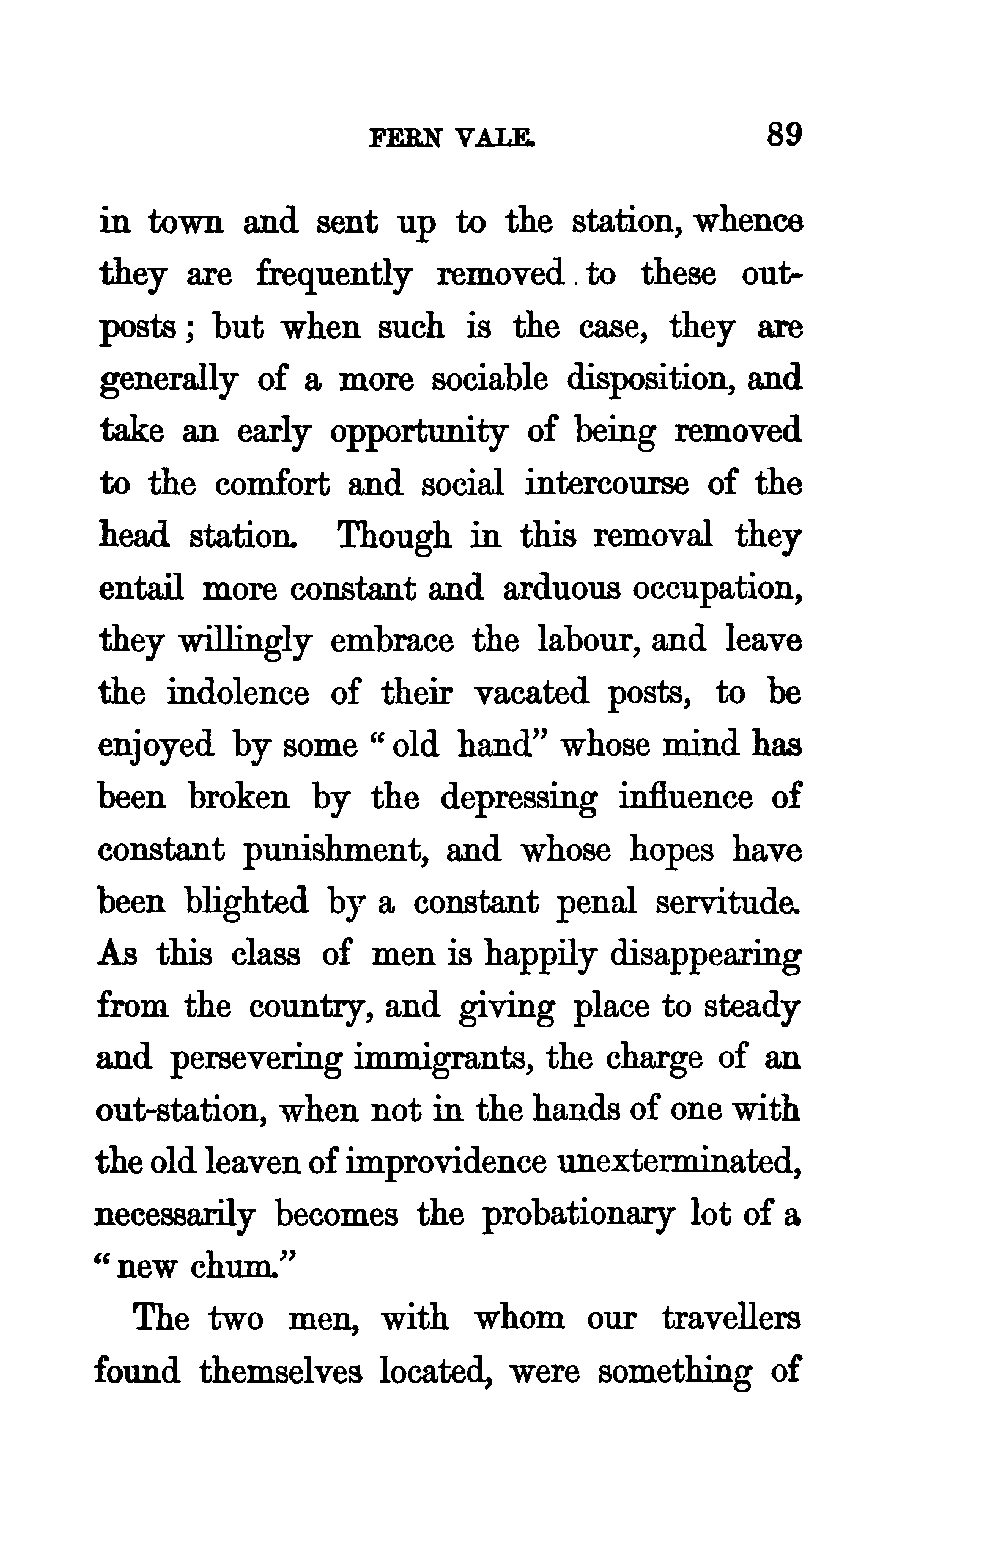 FERN VALE. 89
in town and sent up to the station, whence
they are frequently removed . to these out-
posts ; but when such is the case, they are
generally of a more sociable disposition, and
take an early opportunity of being removed
to the comfort and social intercourse of the
head station. Though in this removal they
entail more constant and arduous occupation,
they willingly embrace the labour, and leave
the indolence of their vacated posts, to be
enjoyed by some “ old hand” whose mind has
been broken by the depressing influence of
constant punishment, and whose hopes have
been blighted by a constant penal servitude.
As this class of men is happily disappearing
from the country, and giving place to steady
and persevering immigrants, the charge of an
out-station, when not in the hands of one with
the old leaven of improvidence unexterminated,
necessarily becomes the probationary lot of a
“ new chum.”
The two men, with whom our travellers
found themselves located, were something of